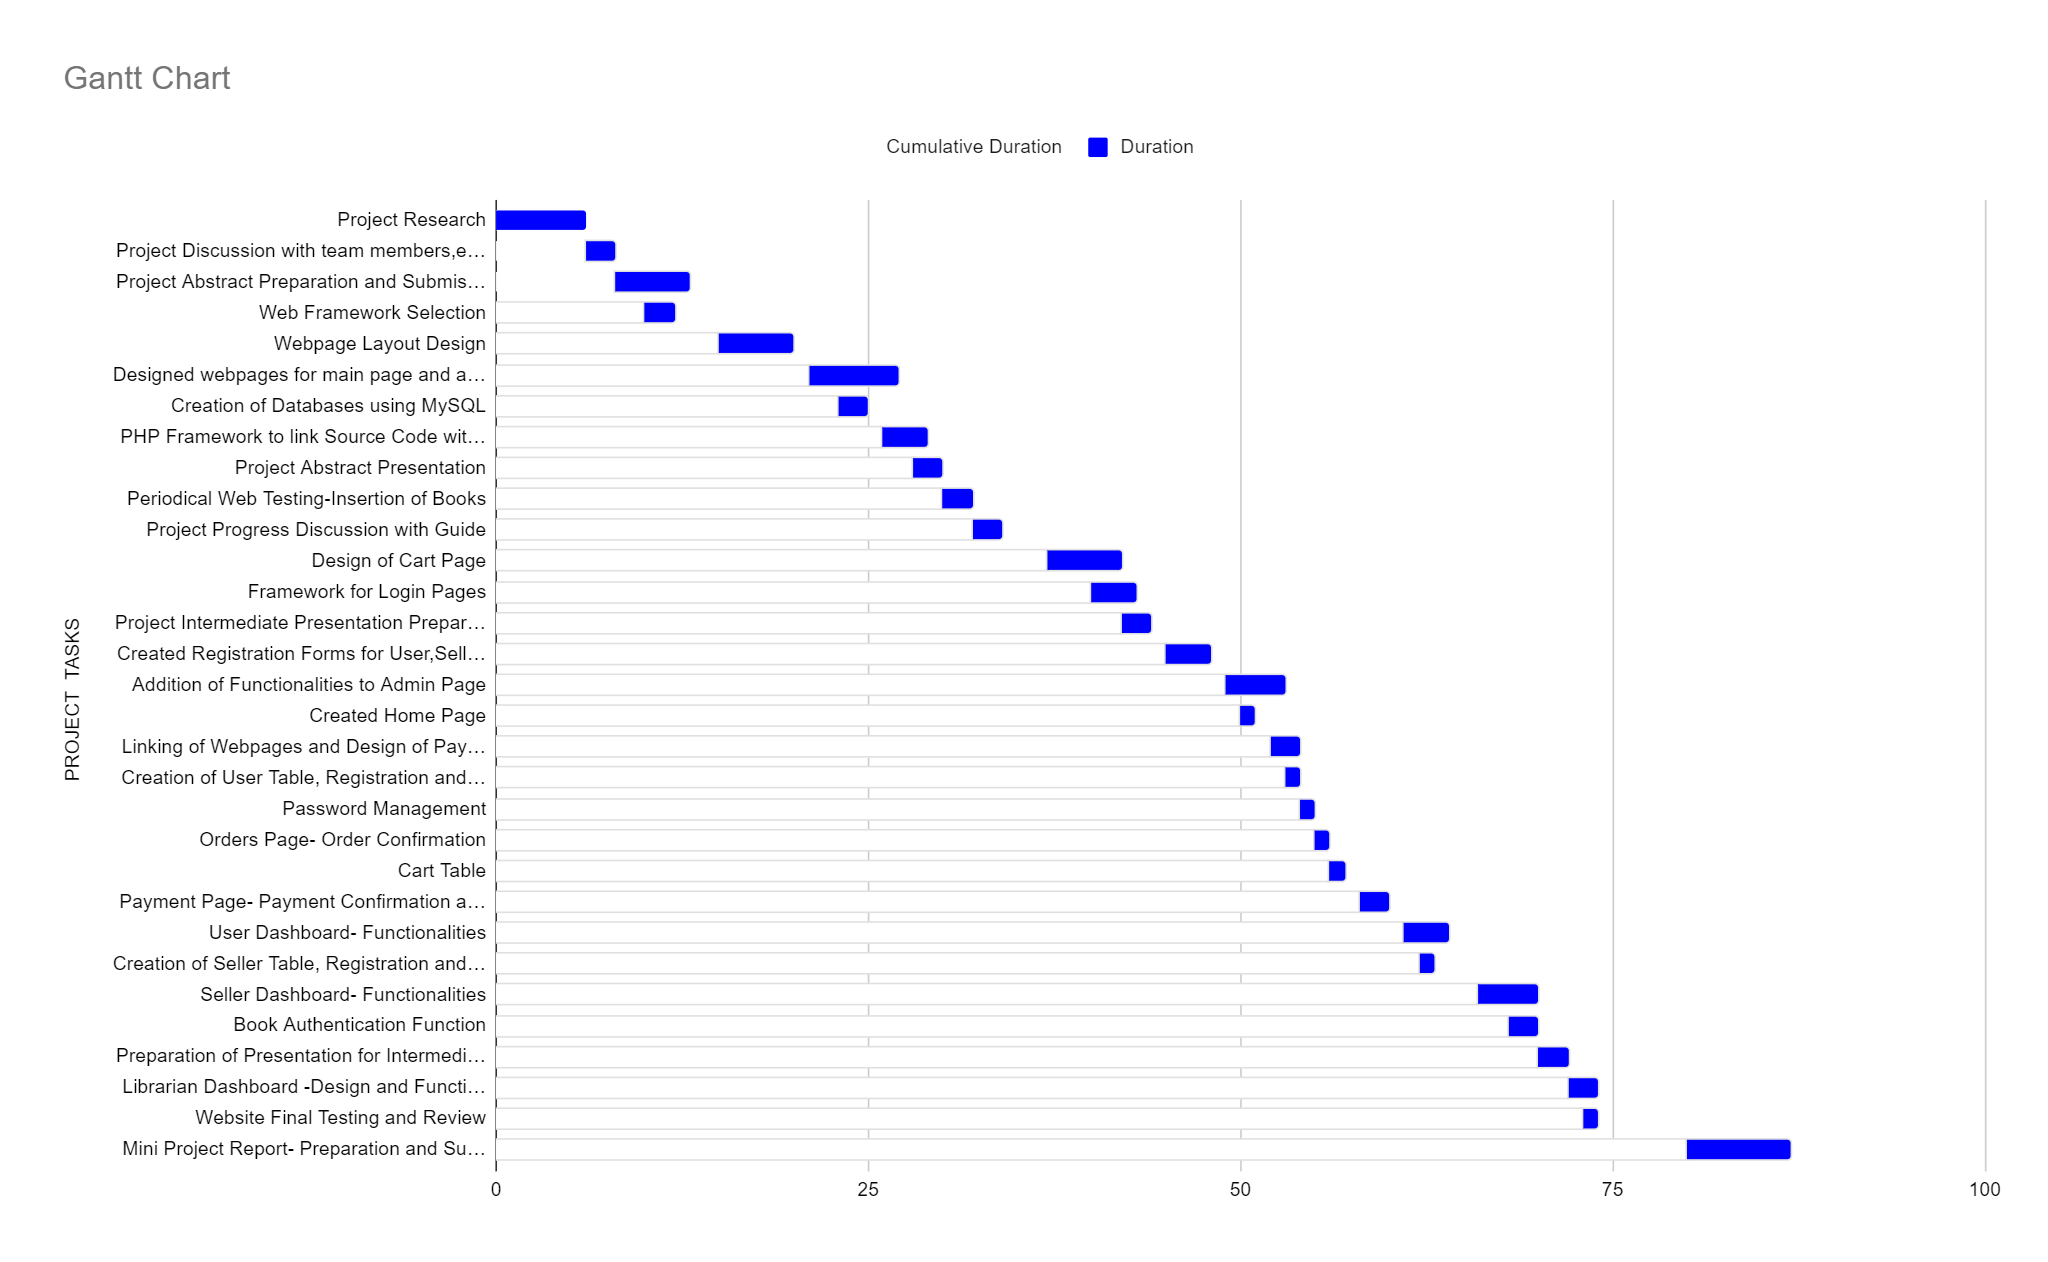 Gantt Chart
Cumulative Duration
Duration
PROJECT TASKS
Project Research
Project Discussion with team members,e…
Project Abstract Preparation and Submis…
Web Framework Selection
Webpage Layout Design
Designed webpages for main page and a…
Creation of Databases using MySQL
PHP Framework to link Source Code wit…
Project Abstract Presentation
Periodical Web Testing-Insertion of Books
Project Progress Discussion with Guide
Design of Cart Page
Framework for Login Pages
Project Intermediate Presentation Prepar…
Created Registration Forms for User,Sell…
Addition of Functionalities to Admin Page
Created Home Page
Linking of Webpages and Design of Pay…
Creation of User Table, Registration and…
Password Management
Orders Page- Order Confirmation
Cart Table
Payment Page- Payment Confirmation a…
User Dashboard- Functionalities
Creation of Seller Table, Registration and…
Seller Dashboard- Functionalities
Book Authentication Function
Preparation of Presentation for Intermedi…
Librarian Dashboard -Design and Functi…
Website Final Testing and Review
Mini Project Report- Preparation and Su…
0 25 50 75 100